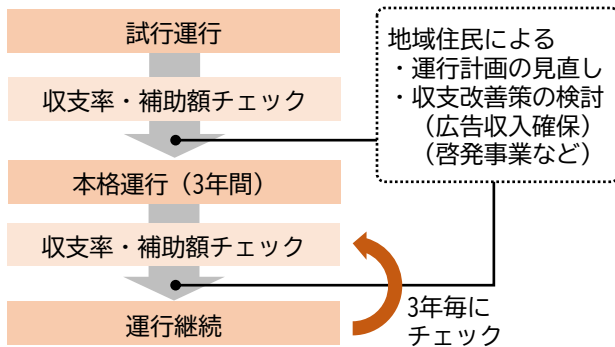 試行運行
収支率・補助額チェック
本格運行（3年間）
収支率・補助額チェック
運行継続
地域住民による
・運行計画の見直し
・収支改善策の検討
（広告収入確保）
（啓発事業など）
3年毎に
チェック